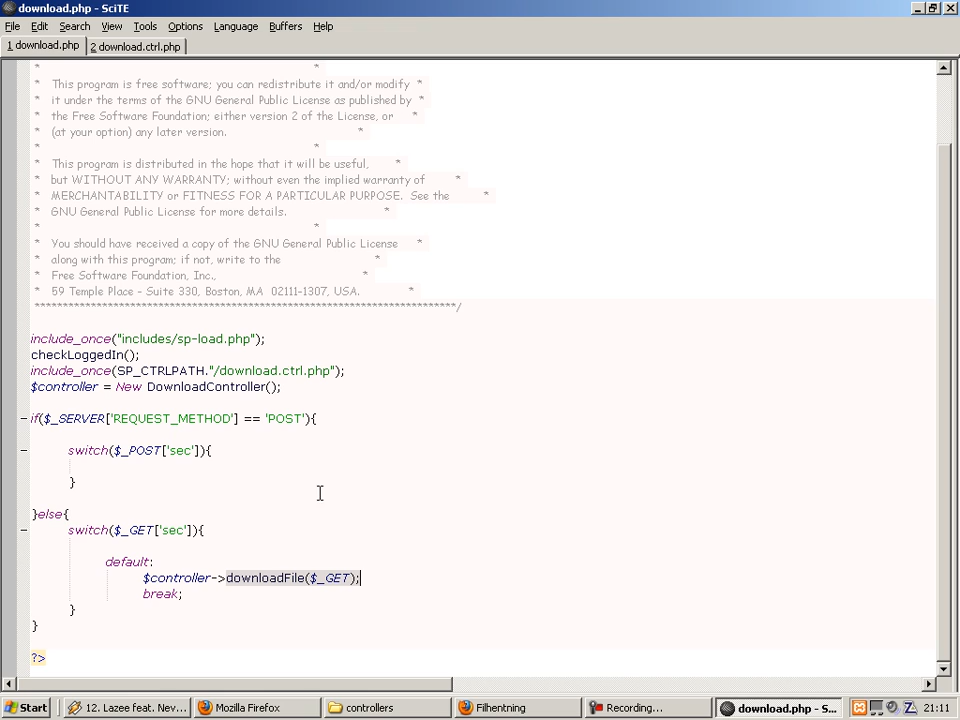 download.php - SciTE
File Edit Search View Tools Options Language Buffers Help
1 download.php 2 download.ctrl.php
* *
* This program is free software; you can redistribute it and/or modify *
* it under the terms of the GNU General Public License as published by *
* the Free Software Foundation; either version 2 of the License, or *
* (at your option) any later version. *
* *
* This program is distributed in the hope that it will be useful, *
* but WITHOUT ANY WARRANTY; without even the implied warranty of *
* MERCHANTABILITY or FITNESS FOR A PARTICULAR PURPOSE. See the *
* GNU General Public License for more details. *
* *
* You should have received a copy of the GNU General Public License *
* along with this program; if not, write to the *
* Free Software Foundation, Inc., *
* 59 Temple Place - Suite 330, Boston, MA 02111-1307, USA. *
***************************************************************************/
include_once("includes/sp-load.php");
checkLoggedIn();
include_once(SP_CTRLPATH."/download.ctrl.php");
$controller = New DownloadController();
if($_SERVER['REQUEST_METHOD'] == 'POST'){
switch($_POST['sec']){
}
}else{
switch($_GET['sec']){
default:
$controller->downloadFile($_GET);
break;
}
}
?>
Start 12. Lazee feat. Nev... Mozilla Firefox controllers Filhentning Recording... download.php - S... 21:11